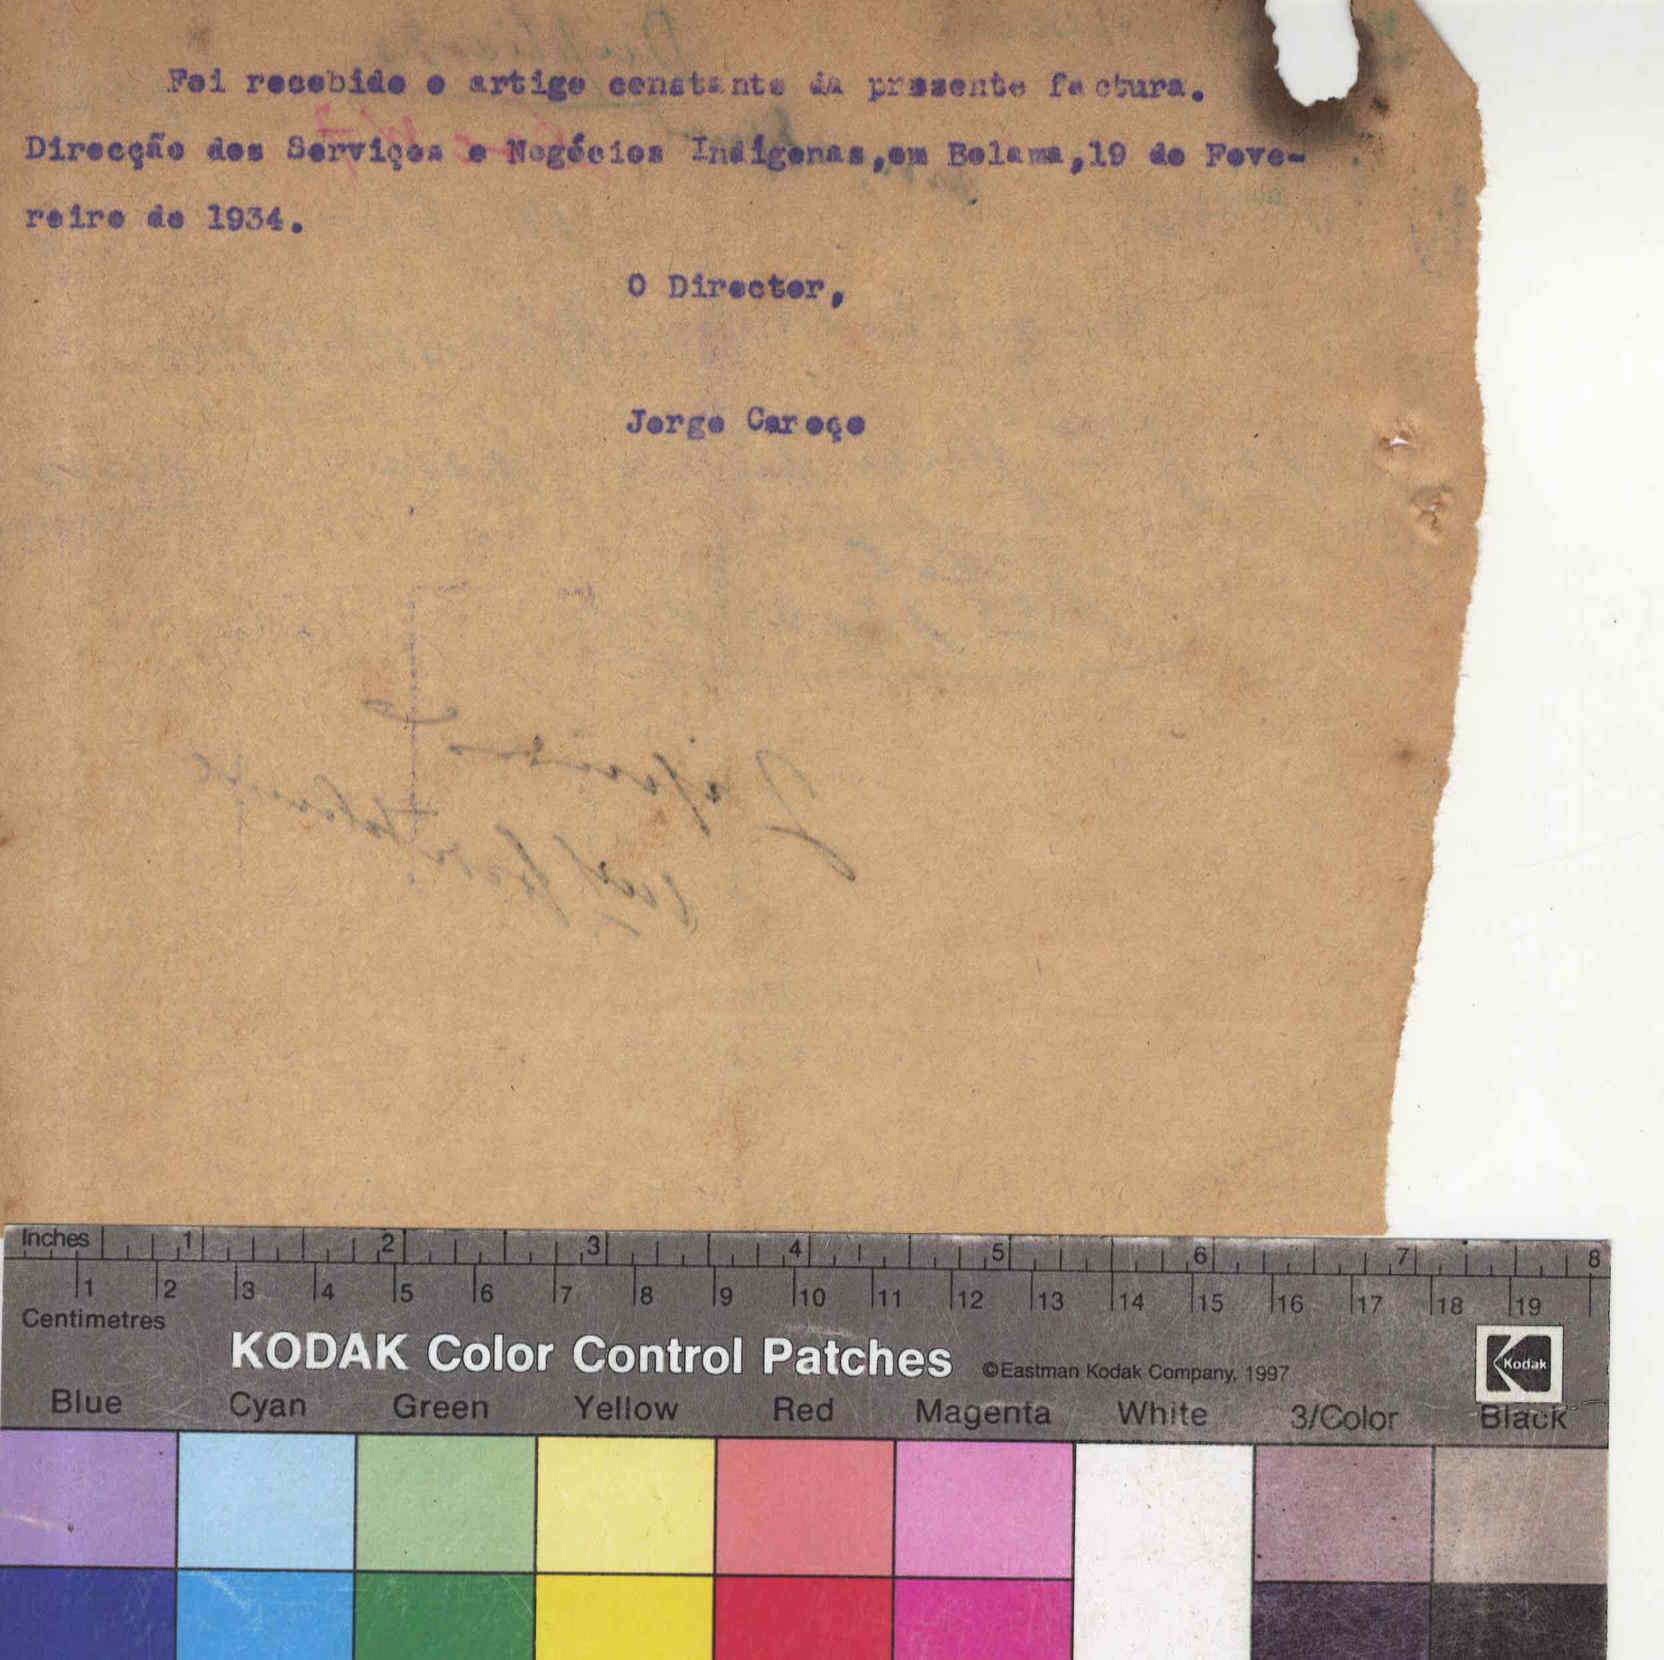 Foi recebido o artigo constante da presente factura.
Direcção dos Serviços e Negócios Indígenas,em Bolama,19 de Feve-
reiro de 1934.
O Director,
Jorge Caroço
Inches 1 2 3 4 5 6 7 8
1 2 3 4 5 6 7 8 9 10 11 12 13 14 15 16 17 18 19
Centimetres
KODAK Color Control Patches ©Eastman Kodak Company, 1997 Kodak
Blue Cyan Green Yellow Red Magenta White 3/Color Black